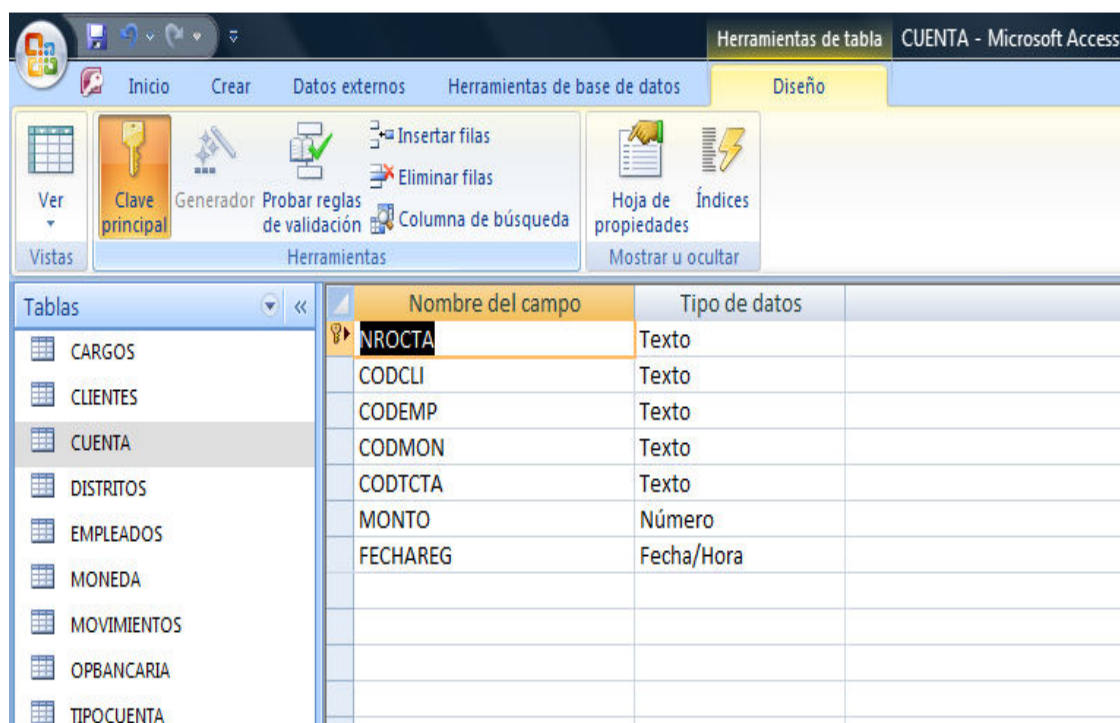 Herramientas de tabla CUENTA - Microsoft Access
Inicio Crear Datos externos Herramientas de base de datos Diseño
Ver
Vistas
Clave principal
Generador
Probar reglas de validación
Insertar filas
Eliminar filas
Columna de búsqueda
Herramientas
Hoja de propiedades
Índices
Mostrar u ocultar
Tablas
CARGOS
CLIENTES
CUENTA
DISTRITOS
EMPLEADOS
MONEDA
MOVIMIENTOS
OPBANCARIA
TIPOCUENTA
Nombre del campo Tipo de datos
NROCTA Texto
CODCLI Texto
CODEMP Texto
CODMON Texto
CODTCTA Texto
MONTO Número
FECHAREG Fecha/Hora